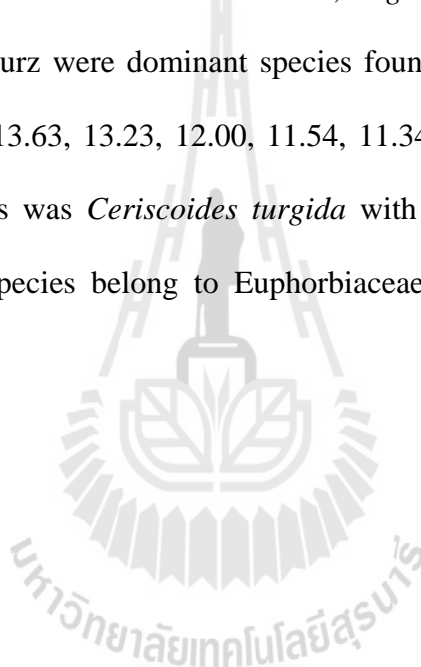 urz were dominant species foun
13.63, 13.23, 12.00, 11.54, 11.34
s was Ceriscoides turgida with
pecies belong to Euphorbiaceae
มหาวิทยาลัยเทคโนโลยีสุรนารี